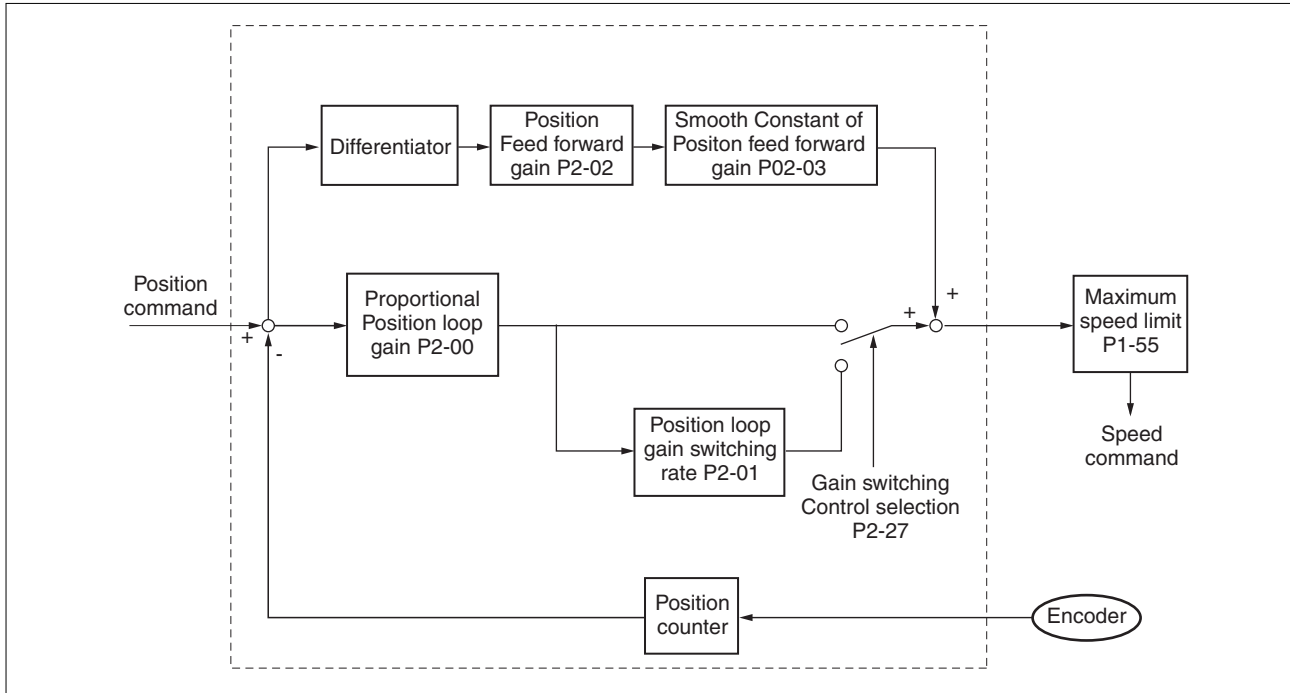 Differentiator
Position
Feed forward
gain P2-02
Smooth Constant of
Positon feed forward
gain P02-03
Position
command
+
-
Proportional
Position loop
gain P2-00
+
+
Maximum
speed limit
P1-55
Position loop
gain switching
rate P2-01
Gain switching
Control selection
P2-27
Speed
command
Position
counter
Encoder